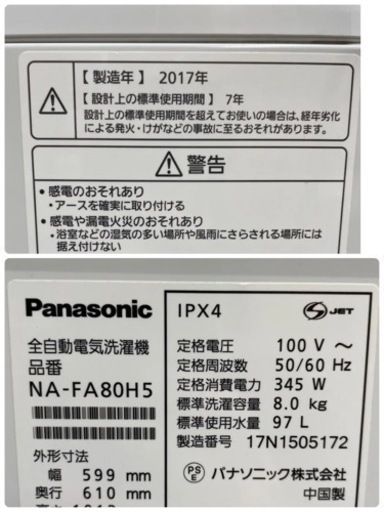 【 製造年 】 2017年
【 設計上の標準使用期間 】 7年
設計上の標準使用期間を超えてお使いの場合は、経年劣化
による発火・けがなどの事故に至るおそれがあります。
警告
・感電のおそれあり
・アースを確実に取り付ける
・感電や漏電火災のおそれあり
・浴室などの湿気の多い場所や風雨にさらされる場所には
据え付けない
Panasonic
全自動電気洗濯機
品番
NA-FA80H5
外形寸法
幅 599 mm
奥行 610 mm
IPX4
S JET
定格電圧 100 V ～
定格周波数 50/60 Hz
定格消費電力 345 W
標準洗濯容量 8.0 kg
標準使用水量 97 L
製造番号 17N1505172
PS E パナソニック株式会社
中国製